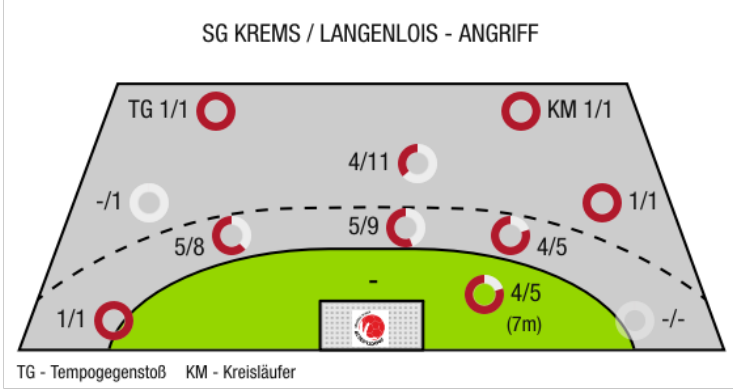 SG KREMS / LANGENLOIS - ANGRIFF
TG 1/1
KM 1/1
4/11
-/1
1/1
5/8
5/9
4/5
-
4/5
(7m)
1/1
-/-
TG - Tempogegenstoß KM - Kreisläufer